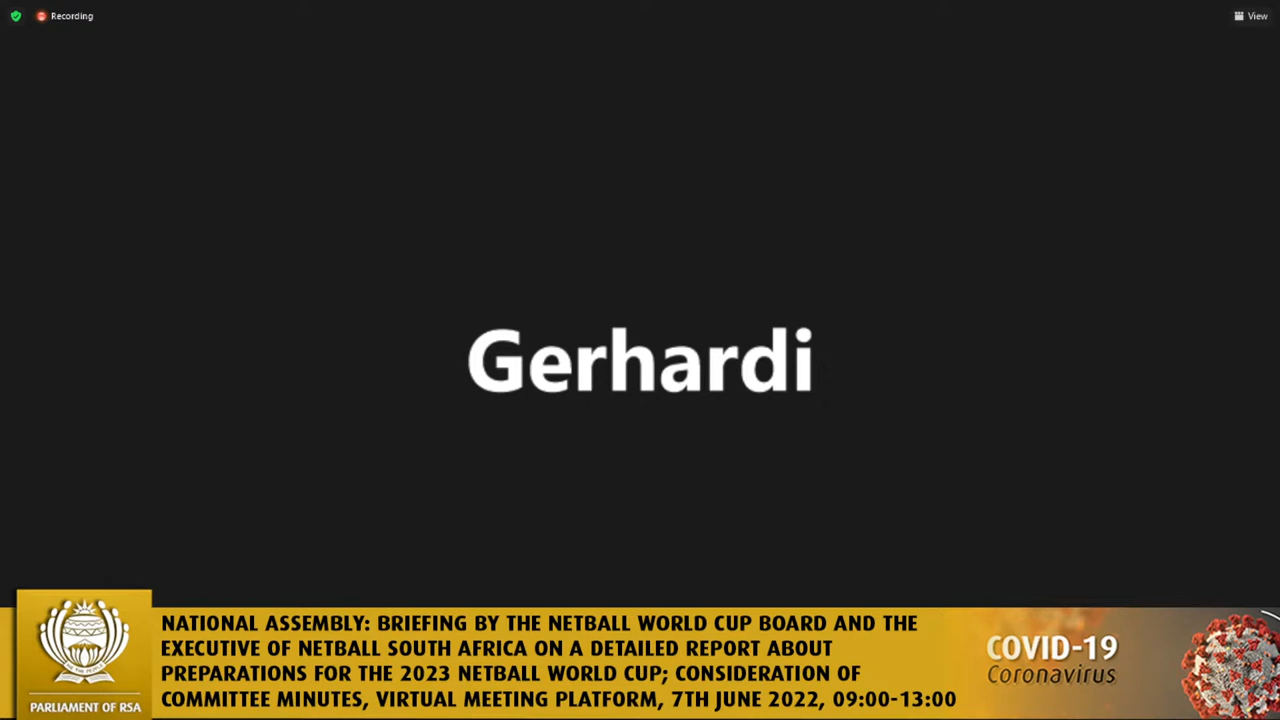 Recording
View
Gerhardi
NATIONAL ASSEMBLY: BRIEFING BY THE NETBALL WORLD CUP BOARD AND THE
EXECUTIVE OF NETBALL SOUTH AFRICA ON A DETAILED REPORT ABOUT
PREPARATIONS FOR THE 2023 NETBALL WORLD CUP; CONSIDERATION OF
COMMITTEE MINUTES, VIRTUAL MEETING PLATFORM, 7TH JUNE 2022, 09:00-13:00
PARLIAMENT OF RSA
COVID-19
Coronavirus